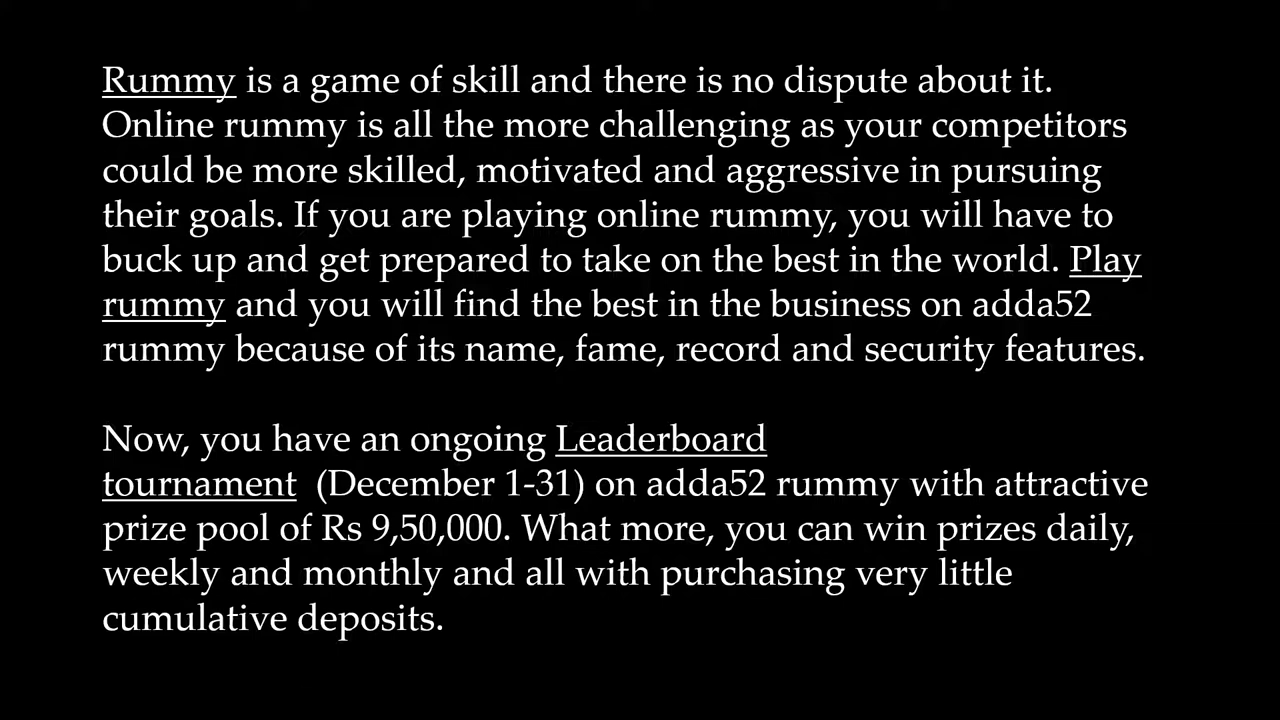 Rummy is a game of skill and there is no dispute about it.
Online rummy is all the more challenging as your competitors
could be more skilled, motivated and aggressive in pursuing
their goals. If you are playing online rummy, you will have to
buck up and get prepared to take on the best in the world. Play
rummy and you will find the best in the business on adda52
rummy because of its name, fame, record and security features.
Now, you have an ongoing Leaderboard
tournament (December 1-31) on adda52 rummy with attractive
prize pool of Rs 9,50,000. What more, you can win prizes daily,
weekly and monthly and all with purchasing very little
cumulative deposits.